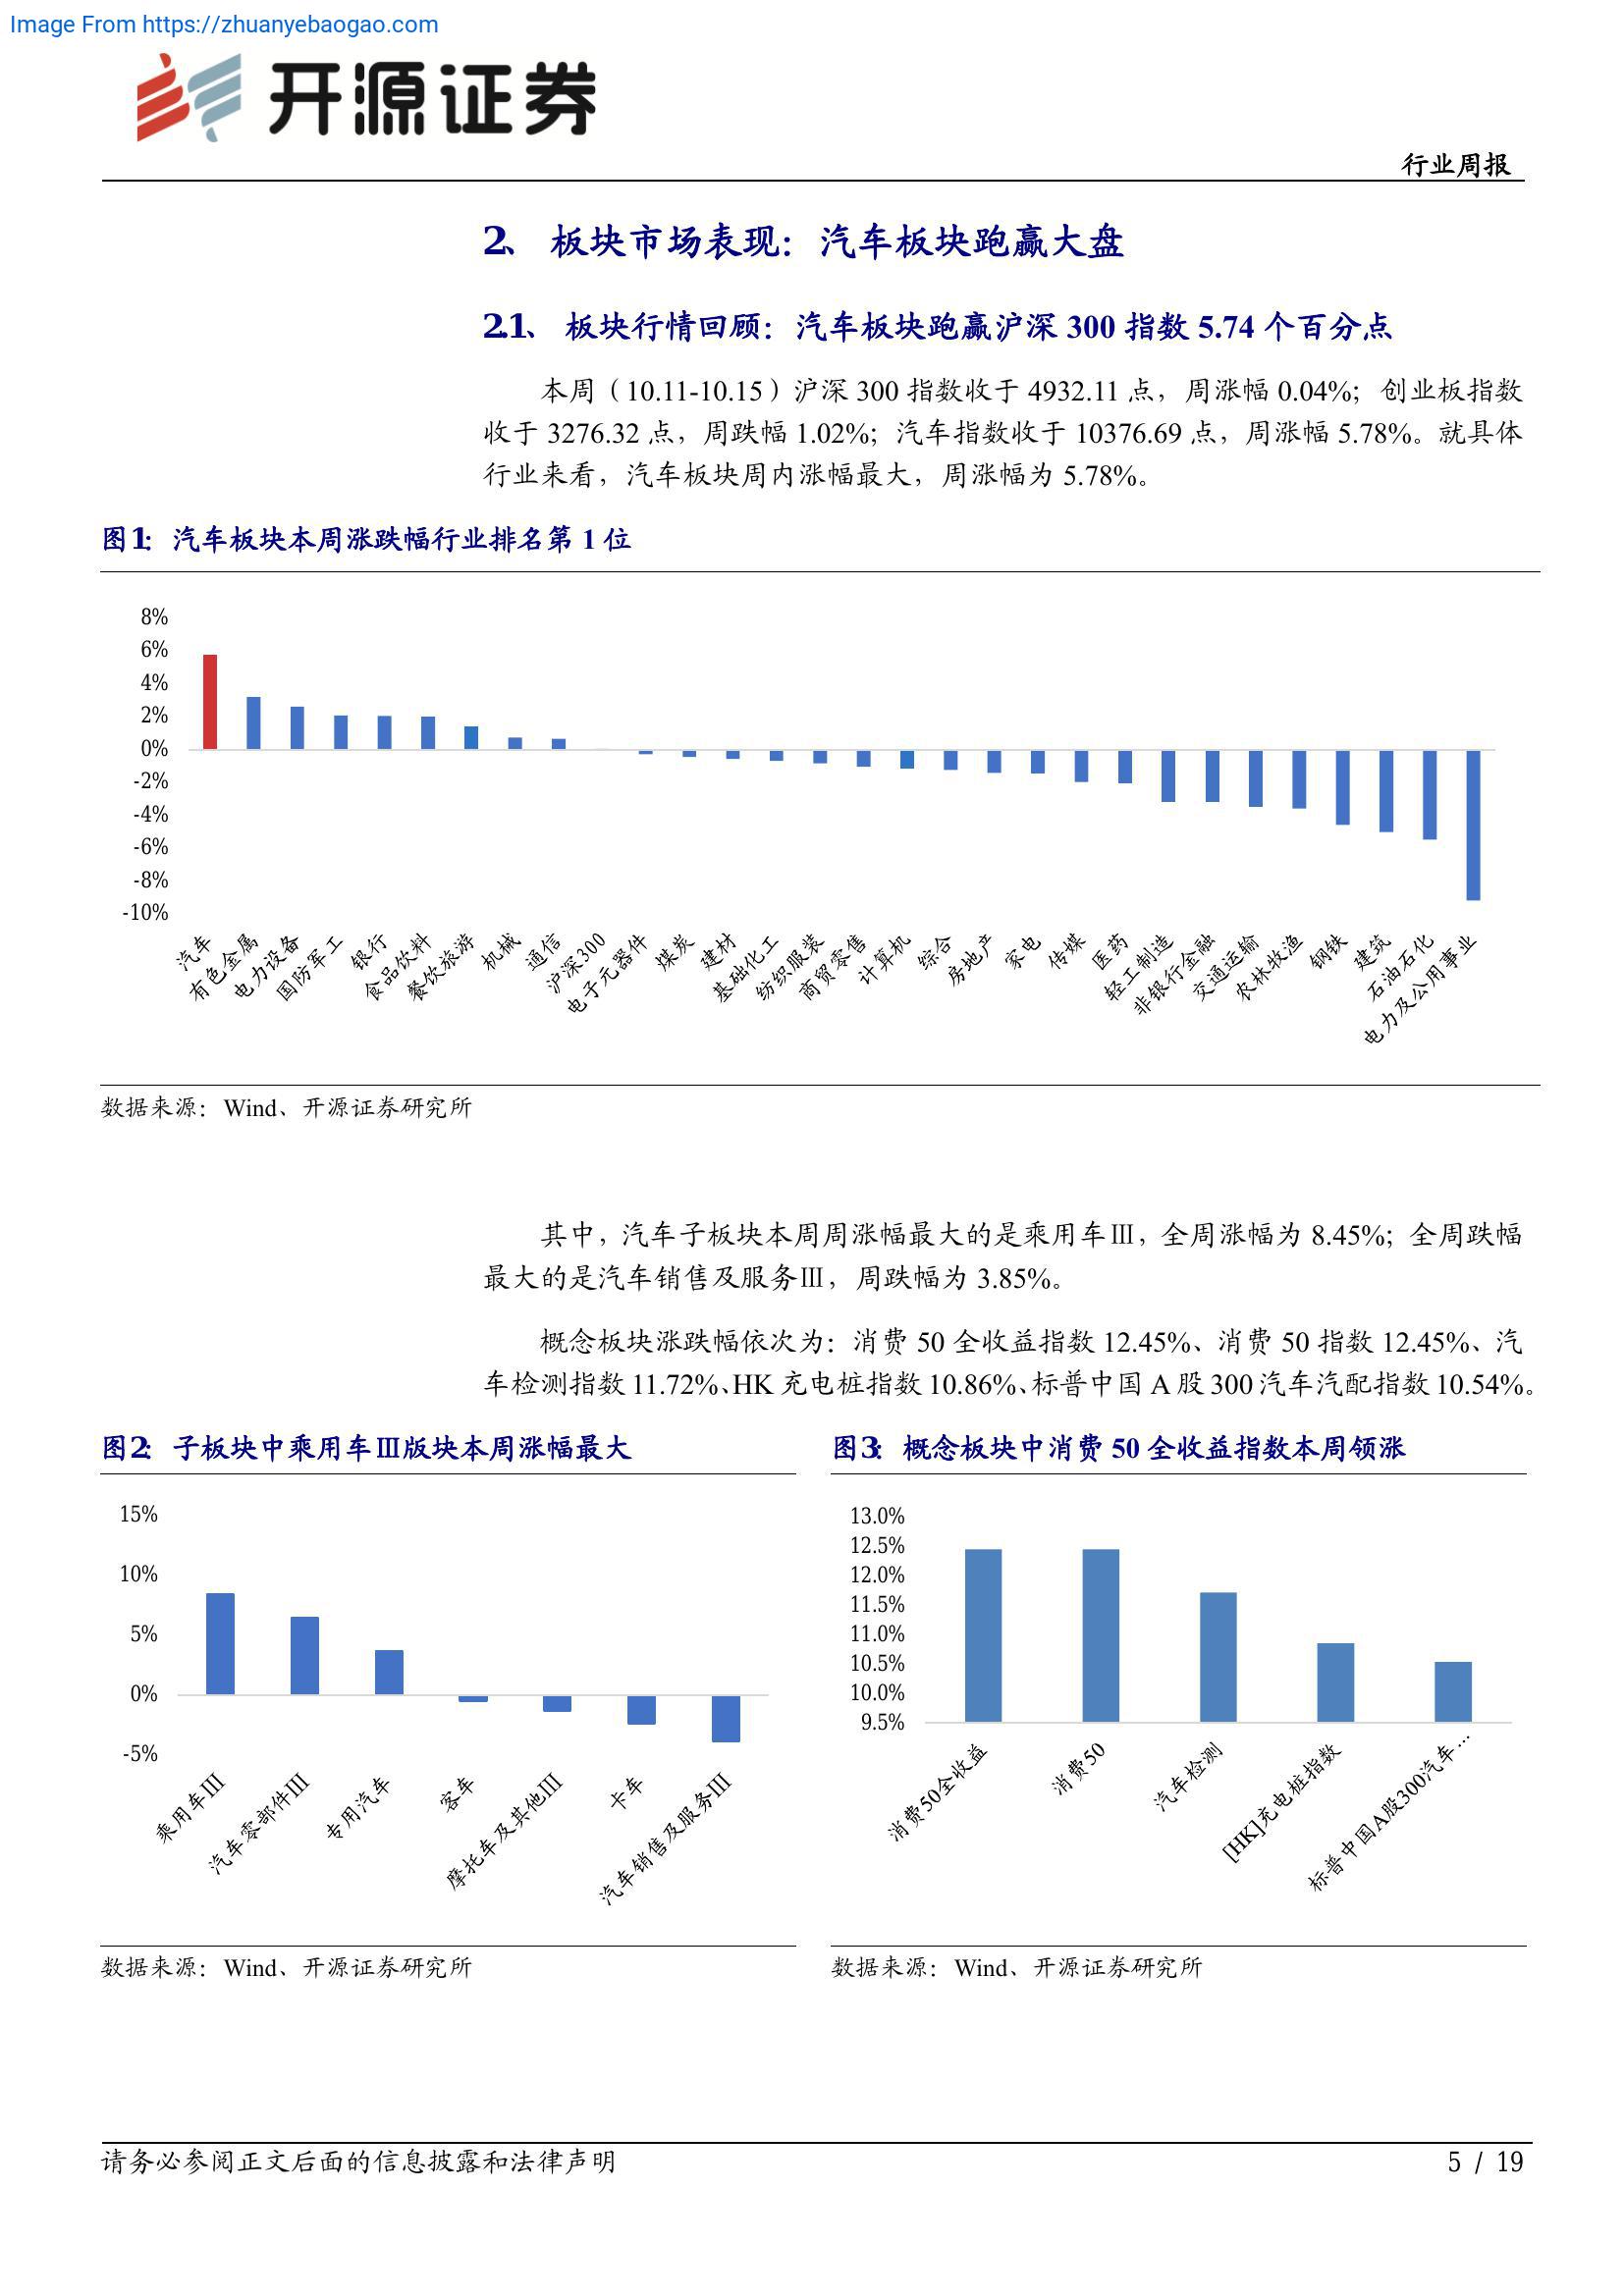 Image From https://zhuanyebaogao.com
开源证券
行业周报
2、 板块市场表现：汽车板块跑赢大盘
2.1、 板块行情回顾：汽车板块跑赢沪深 300 指数 5.74 个百分点
本周（10.11-10.15）沪深 300 指数收于 4932.11 点，周涨幅 0.04%；创业板指数
收于 3276.32 点，周跌幅 1.02%；汽车指数收于 10376.69 点，周涨幅 5.78%。就具体
行业来看，汽车板块周内涨幅最大，周涨幅为 5.78%。
图1： 汽车板块本周涨跌幅行业排名第 1 位
8%
6%
4%
2%
0%
-2%
-4%
-6%
-8%
-10%
汽车
有色金属
电力设备
国防军工
银行
食品饮料
餐饮旅游
机械
通信
沪深300
电子元器件
煤炭
建材
基础化工
纺织服装
商贸零售
计算机
综合
房地产
家电
传媒
医药
轻工制造
非银行金融
交通运输
农林牧渔
钢铁
建筑
石油石化
电力及公用事业
数据来源：Wind、开源证券研究所
其中，汽车子板块本周周涨幅最大的是乘用车Ⅲ，全周涨幅为 8.45%；全周跌幅
最大的是汽车销售及服务Ⅲ，周跌幅为 3.85%。
概念板块涨跌幅依次为：消费 50 全收益指数 12.45%、消费 50 指数 12.45%、汽
车检测指数 11.72%、HK 充电桩指数 10.86%、标普中国 A 股 300 汽车汽配指数 10.54%。
图2： 子板块中乘用车Ⅲ版块本周涨幅最大
15%
10%
5%
0%
-5%
乘用车III
汽车零部件III
专用汽车
客车
摩托车及其他III
卡车
汽车销售及服务III
数据来源：Wind、开源证券研究所
图3： 概念板块中消费 50 全收益指数本周领涨
13.0%
12.5%
12.0%
11.5%
11.0%
10.5%
10.0%
9.5%
消费50全收益
消费50
汽车检测
[HK]充电桩指数
标普中国A股300汽车...
数据来源：Wind、开源证券研究所
请务必参阅正文后面的信息披露和法律声明
5 / 19